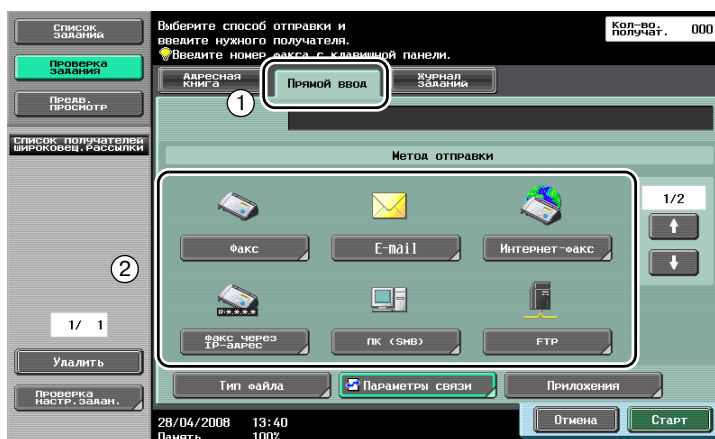 Список
заданий
Проверка
задания
Предв.
просмотр
Список получателей
широковещ.рассылки
1/ 1
Удалить
Проверка
настр.задан.
Выберите способ отправки и
введите нужного получателя.
Введите номер факса с клавишной панели.
Кол-во.
получат. 000
Адресная
книга
Прямой ввод
Журнал
заданий
1
Метод отправки
2
Факс
E-mail
Интернет-факс
1/2
IP:*.*.*.*
Факс через
IP-адрес
ПК (SMB)
FTP
Тип файла
Параметры связи
Приложения
28/04/2008 13:40
Память 100%
Отмена
Старт